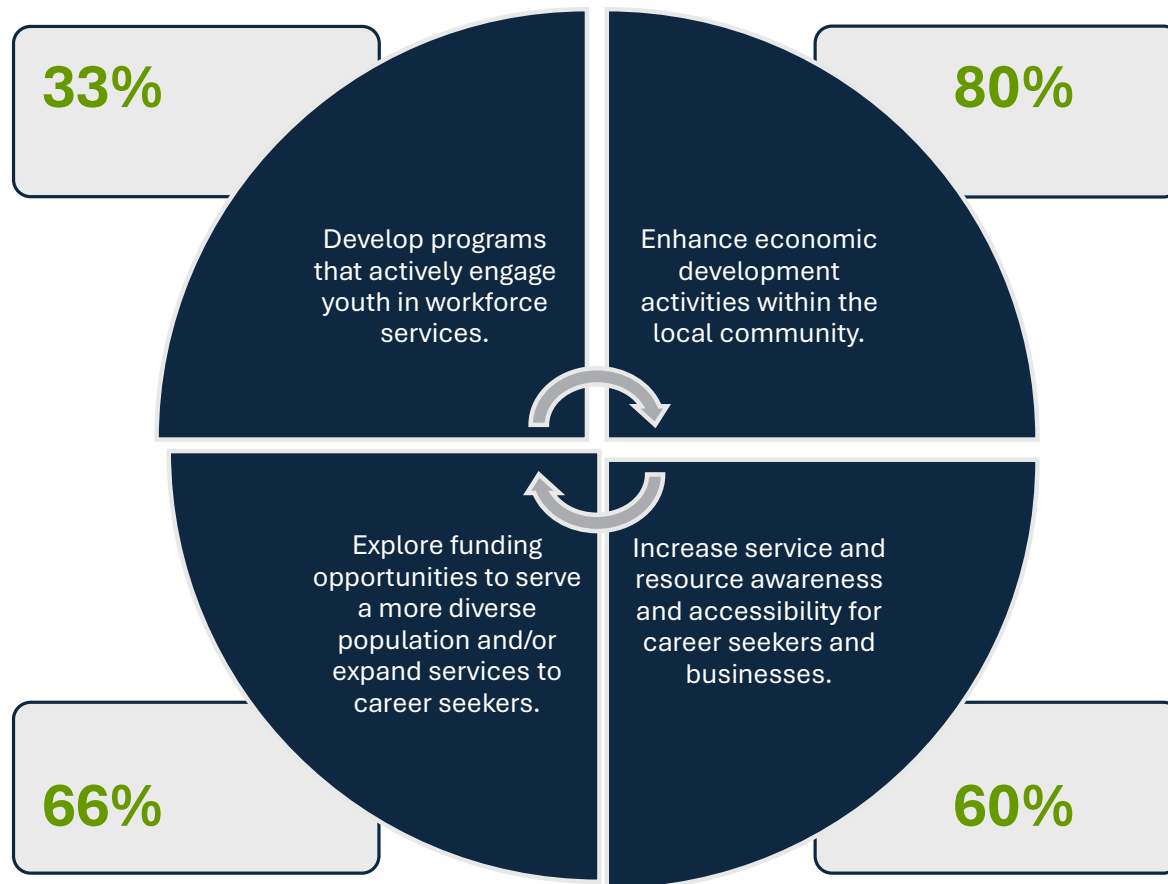 33%
80%
Develop programs
that actively engage
youth in workforce
services.
Enhance economic
development
activities within the
local community.
Explore funding
opportunities to serve
a more diverse
population and/or
expand services to
career seekers.
Increase service and
resource awareness
and accessibility for
career seekers and
businesses.
66%
60%